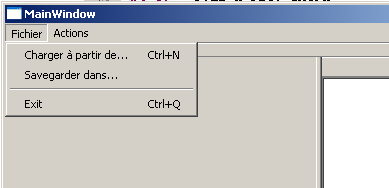 MainWindow
Fichier Actions
Charger à partir de... Ctrl+N
Savegarder dans...
Exit Ctrl+Q